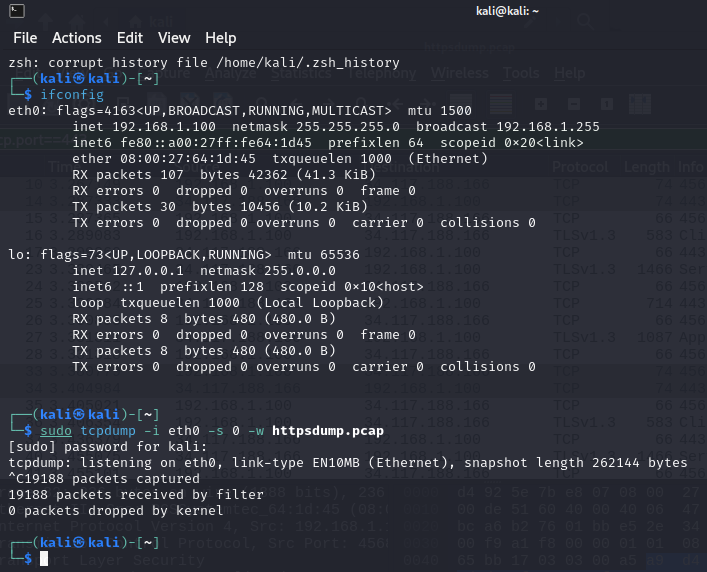 kali@kali: ~
File Actions Edit View Help
zsh: corrupt history file /home/kali/.zsh_history
┌──(kali㉿kali)-[~]
└─$ ifconfig
eth0: flags=4163<UP,BROADCAST,RUNNING,MULTICAST>  mtu 1500
        inet 192.168.1.100  netmask 255.255.255.0  broadcast 192.168.1.255
        inet6 fe80::a00:27ff:fe64:1d45  prefixlen 64  scopeid 0×20<link>
        ether 08:00:27:64:1d:45  txqueuelen 1000  (Ethernet)
        RX packets 107  bytes 42362 (41.3 KiB)
        RX errors 0  dropped 0  overruns 0  frame 0
        TX packets 30  bytes 10456 (10.2 KiB)
        TX errors 0  dropped 0 overruns 0  carrier 0  collisions 0
lo: flags=73<UP,LOOPBACK,RUNNING>  mtu 65536
        inet 127.0.0.1  netmask 255.0.0.0
        inet6 ::1  prefixlen 128  scopeid 0×10<host>
        loop  txqueuelen 1000  (Local Loopback)
        RX packets 8  bytes 480 (480.0 B)
        RX errors 0  dropped 0  overruns 0  frame 0
        TX packets 8  bytes 480 (480.0 B)
        TX errors 0  dropped 0 overruns 0  carrier 0  collisions 0
┌──(kali㉿kali)-[~]
└─$ sudo tcpdump -i eth0 -s 0 -w httpsdump.pcap
[sudo] password for kali:
tcpdump: listening on eth0, link-type EN10MB (Ethernet), snapshot length 262144 bytes
^C19188 packets captured
19188 packets received by filter
0 packets dropped by kernel
┌──(kali㉿kali)-[~]
└─$